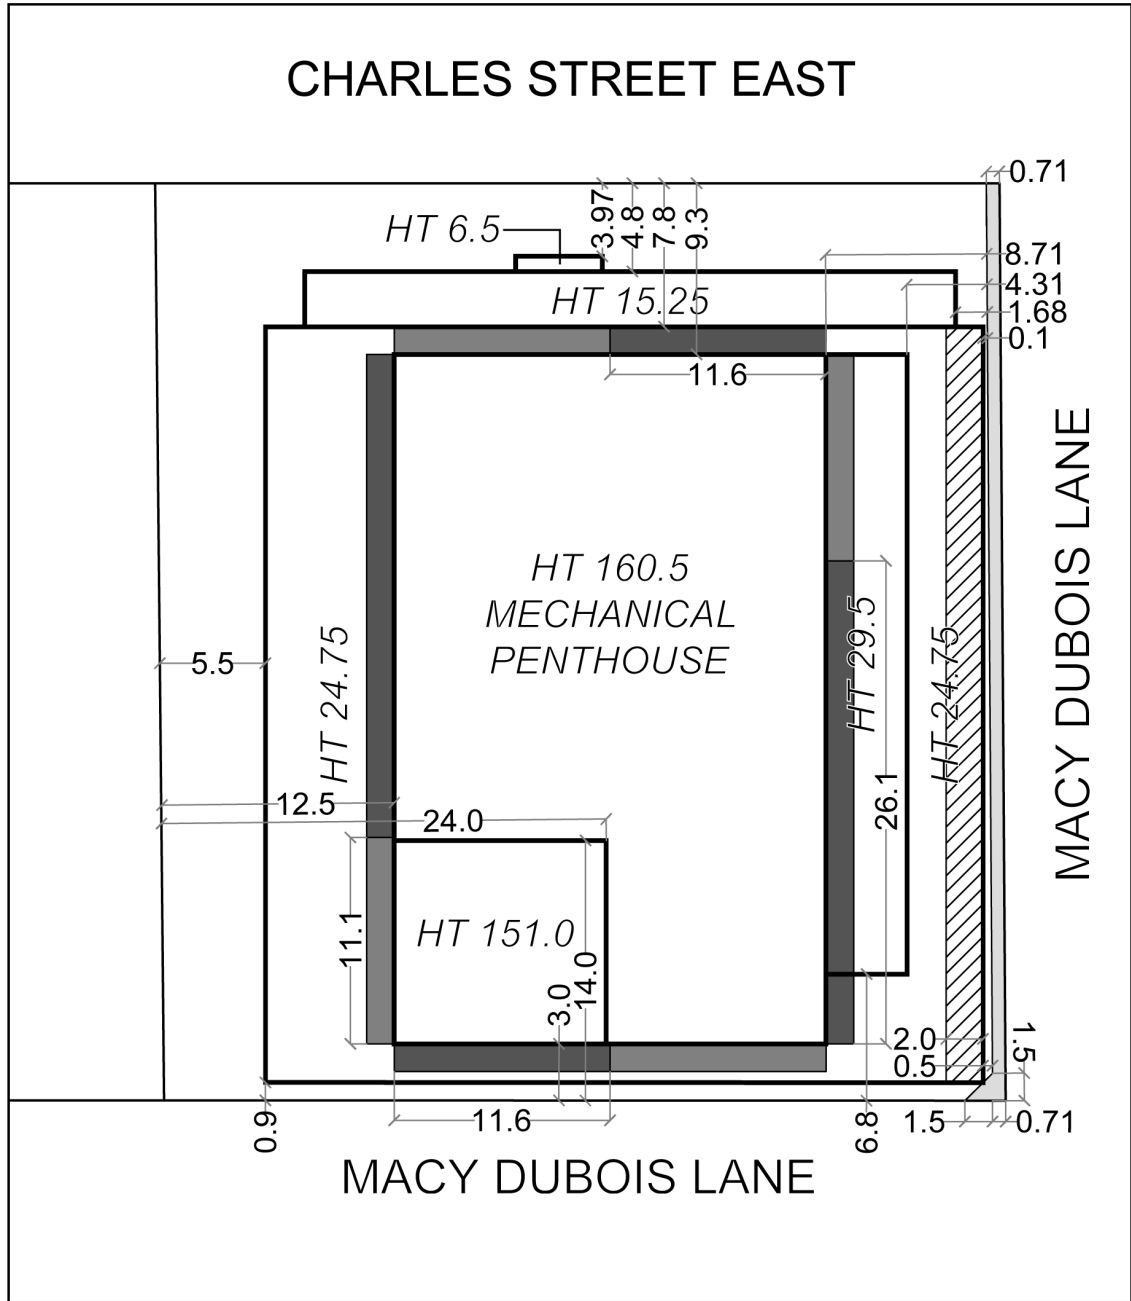 CHARLES STREET EAST
0.71
HT 6.5
3.97
4.8
7.8
9.3
8.71
4.31
1.68
0.1
HT 15.25
11.6
HT 160.5
MECHANICAL
PENTHOUSE
HT 24.75
HT 29.5
HT 24.75
MACY DUBOIS LANE
5.5
12.5
24.0
26.1
11.1
HT 151.0
3.0
14.0
2.0
0.5
1.5
0.9
11.6
6.8
1.5
0.71
MACY DUBOIS LANE